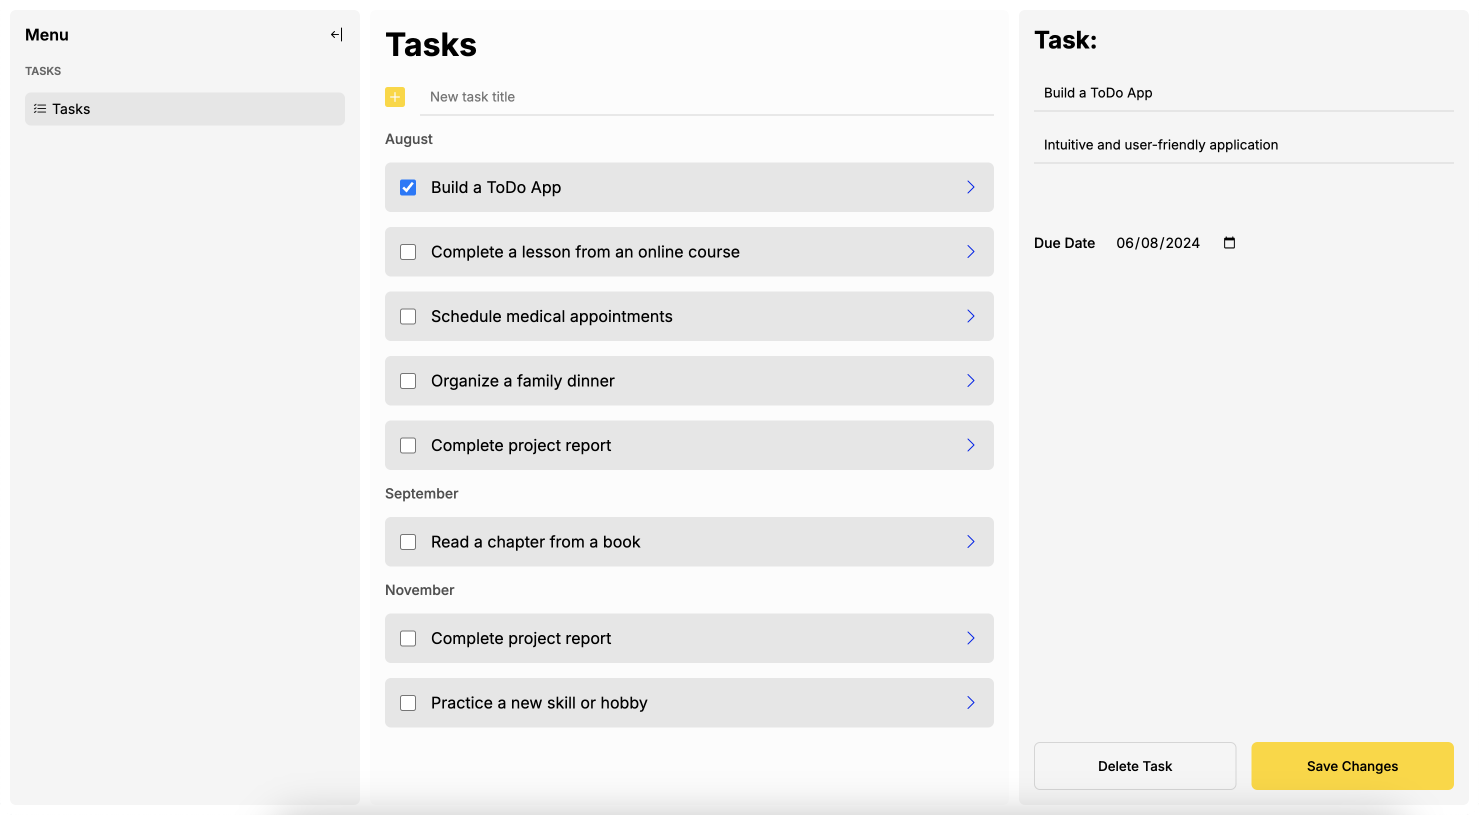 Menu
TASKS
Tasks
Tasks
New task title
August
Build a ToDo App
Complete a lesson from an online course
Schedule medical appointments
Organize a family dinner
Complete project report
September
Read a chapter from a book
November
Complete project report
Practice a new skill or hobby
Task:
Build a ToDo App
Intuitive and user-friendly application
Due Date 06/08/2024
Delete Task
Save Changes